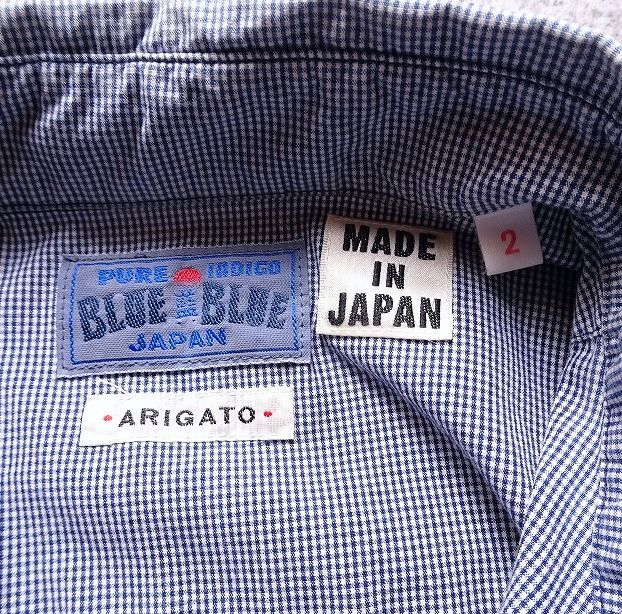 PURE INDIGO
BLUE BLUE
JAPAN
MADE
IN
JAPAN
2
• ARIGATO •